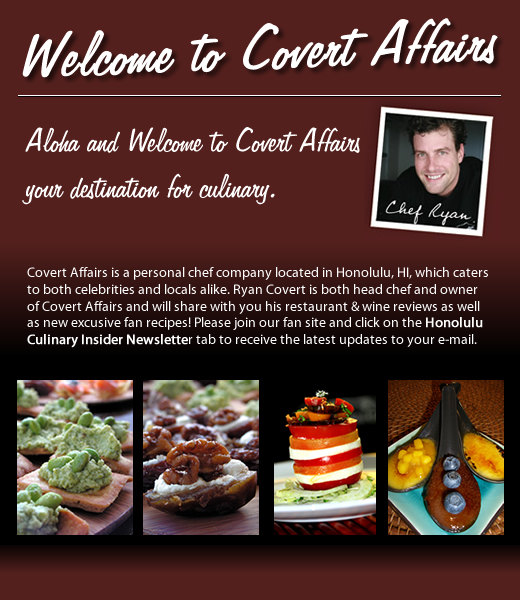 Welcome to Covert Affairs
Aloha and Welcome to Covert Affairs
your destination for culinary.
Chef Ryan
Covert Affairs is a personal chef company located in Honolulu, HI, which caters
to both celebrities and locals alike. Ryan Covert is both head chef and owner
of Covert Affairs and will share with you his restaurant & wine reviews as well
as new excusive fan recipes! Please join our fan site and click on the Honolulu
Culinary Insider Newsletter tab to receive the latest updates to your e-mail.